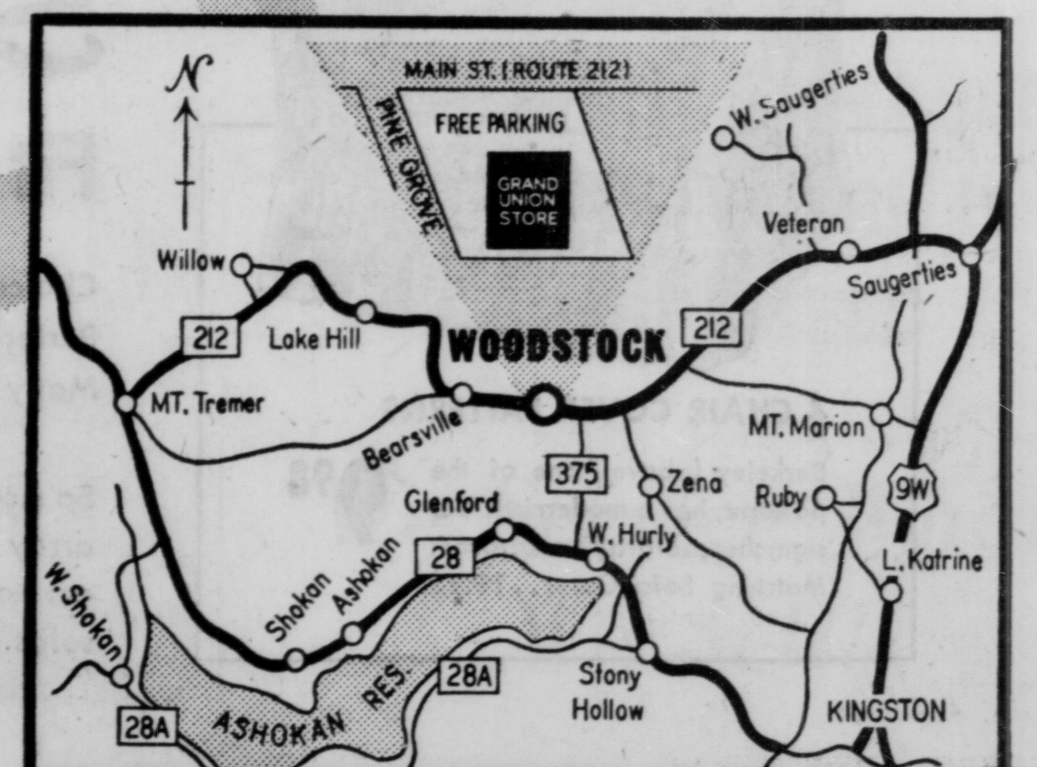 N
MAIN ST. (ROUTE 212)
PINE GROVE
FREE PARKING
GRAND
UNION
STORE
W. Saugerties
Veteran
Saugerties
Willow
212
Lake Hill
WOODSTOCK
212
MT. Tremer
Bearsville
MT. Marion
375
Zena
Ruby
9W
Glenford
W. Hurly
28
L. Katrine
Shokan
Ashokan
W. Shokan
28A
ASHOKAN RES.
28A
Stony
Hollow
KINGSTON